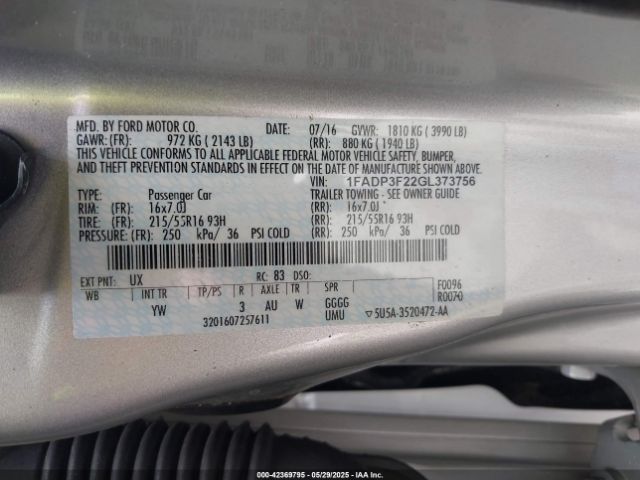 MFD. BY FORD MOTOR CO.
DATE: 07/16 GVWR: 1810 KG ( 3990 LB)
GAWR: (FR): 972 KG ( 2143 LB) (RR): 880 KG ( 1940 LB)
THIS VEHICLE CONFORMS TO ALL APPLICABLE FEDERAL MOTOR VEHICLE SAFETY, BUMPER,
AND THEFT PREVENTION STANDARDS IN EFFECT ON THE DATE OF MANUFACTURE SHOWN ABOVE.
VIN: 1FADP3F22GL373756
TYPE: Passenger Car TRAILER TOWING - SEE OWNER GUIDE
RIM: (FR): 16x7.0J (RR): 16x7.0J
TIRE: (FR): 215/55R16 93H (RR): 215/55R16 93H
PRESSURE: (FR): 250 kPa/ 36 PSI COLD (RR): 250 kPa/ 36 PSI COLD
EXT PNT: UX RC: 83 DSO:
WB INT TR TP/PS R AXLE TR SPR F0096
R0070
YW 3 AU W GGGG
3201607257611 UMU ▽5U5A-3520472-AA
00-42369795 - 05/29/2025 - IAA, Inc.